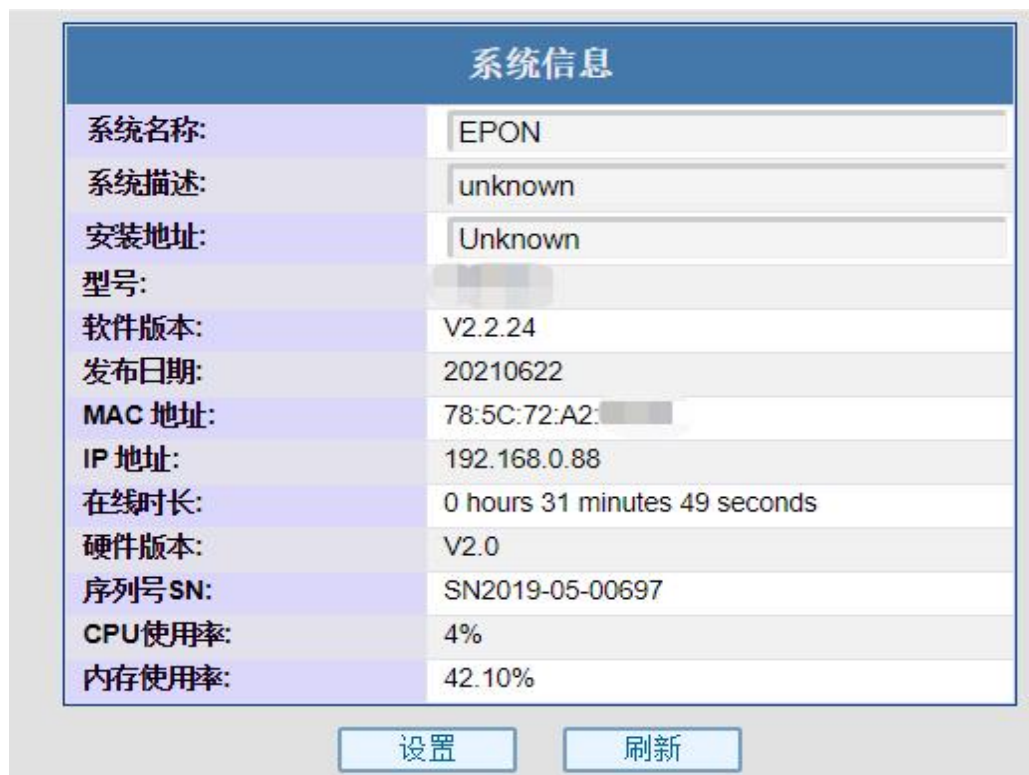 系统信息
系统名称: EPON
系统描述: unknown
安装地址: Unknown
型号:
软件版本: V2.2.24
发布日期: 20210622
MAC 地址: 78:5C:72:A2:
IP 地址: 192.168.0.88
在线时长: 0 hours 31 minutes 49 seconds
硬件版本: V2.0
序列号SN: SN2019-05-00697
CPU使用率: 4%
内存使用率: 42.10%
设置 刷新